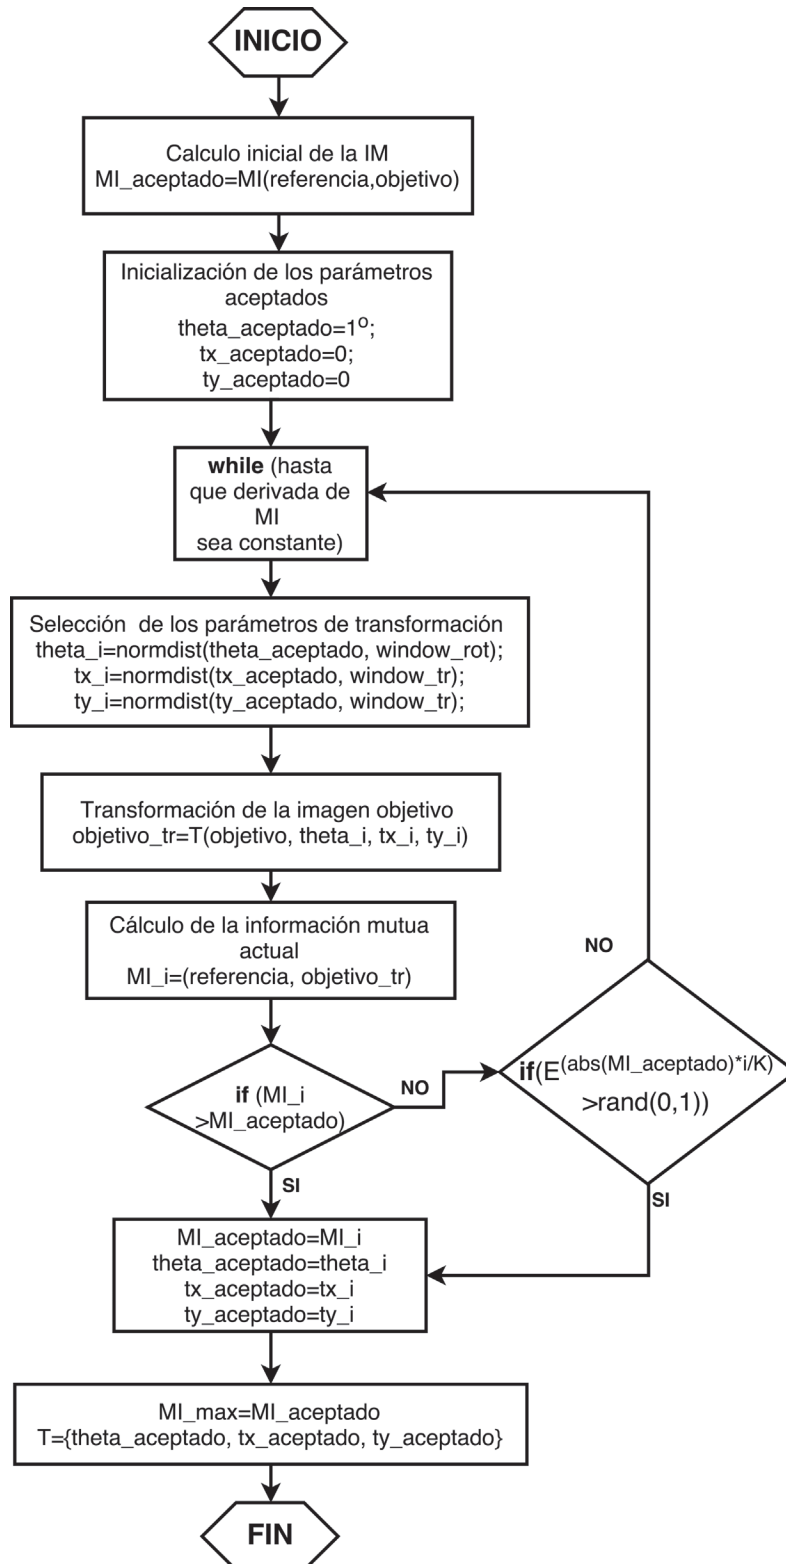 INICIO
Calculo inicial de la IM
MI_aceptado=MI(referencia,objetivo)
Inicialización de los parámetros
aceptados
theta_aceptado=1º;
tx_aceptado=0;
ty_aceptado=0
while (hasta
que derivada de
MI
sea constante)
Selección de los parámetros de transformación
theta_i=normdist(theta_aceptado, window_rot);
tx_i=normdist(tx_aceptado, window_tr);
ty_i=normdist(ty_aceptado, window_tr);
Transformación de la imagen objetivo
objetivo_tr=T(objetivo, theta_i, tx_i, ty_i)
Cálculo de la información mutua
actual
MI_i=(referencia, objetivo_tr)
if (MI_i
>MI_aceptado)
NO
if(E^(abs(MI_aceptado)*i/K)
>rand(0,1))
NO
SI
SI
MI_aceptado=MI_i
theta_aceptado=theta_i
tx_aceptado=tx_i
ty_aceptado=ty_i
MI_max=MI_aceptado
T={theta_aceptado, tx_aceptado, ty_aceptado}
FIN